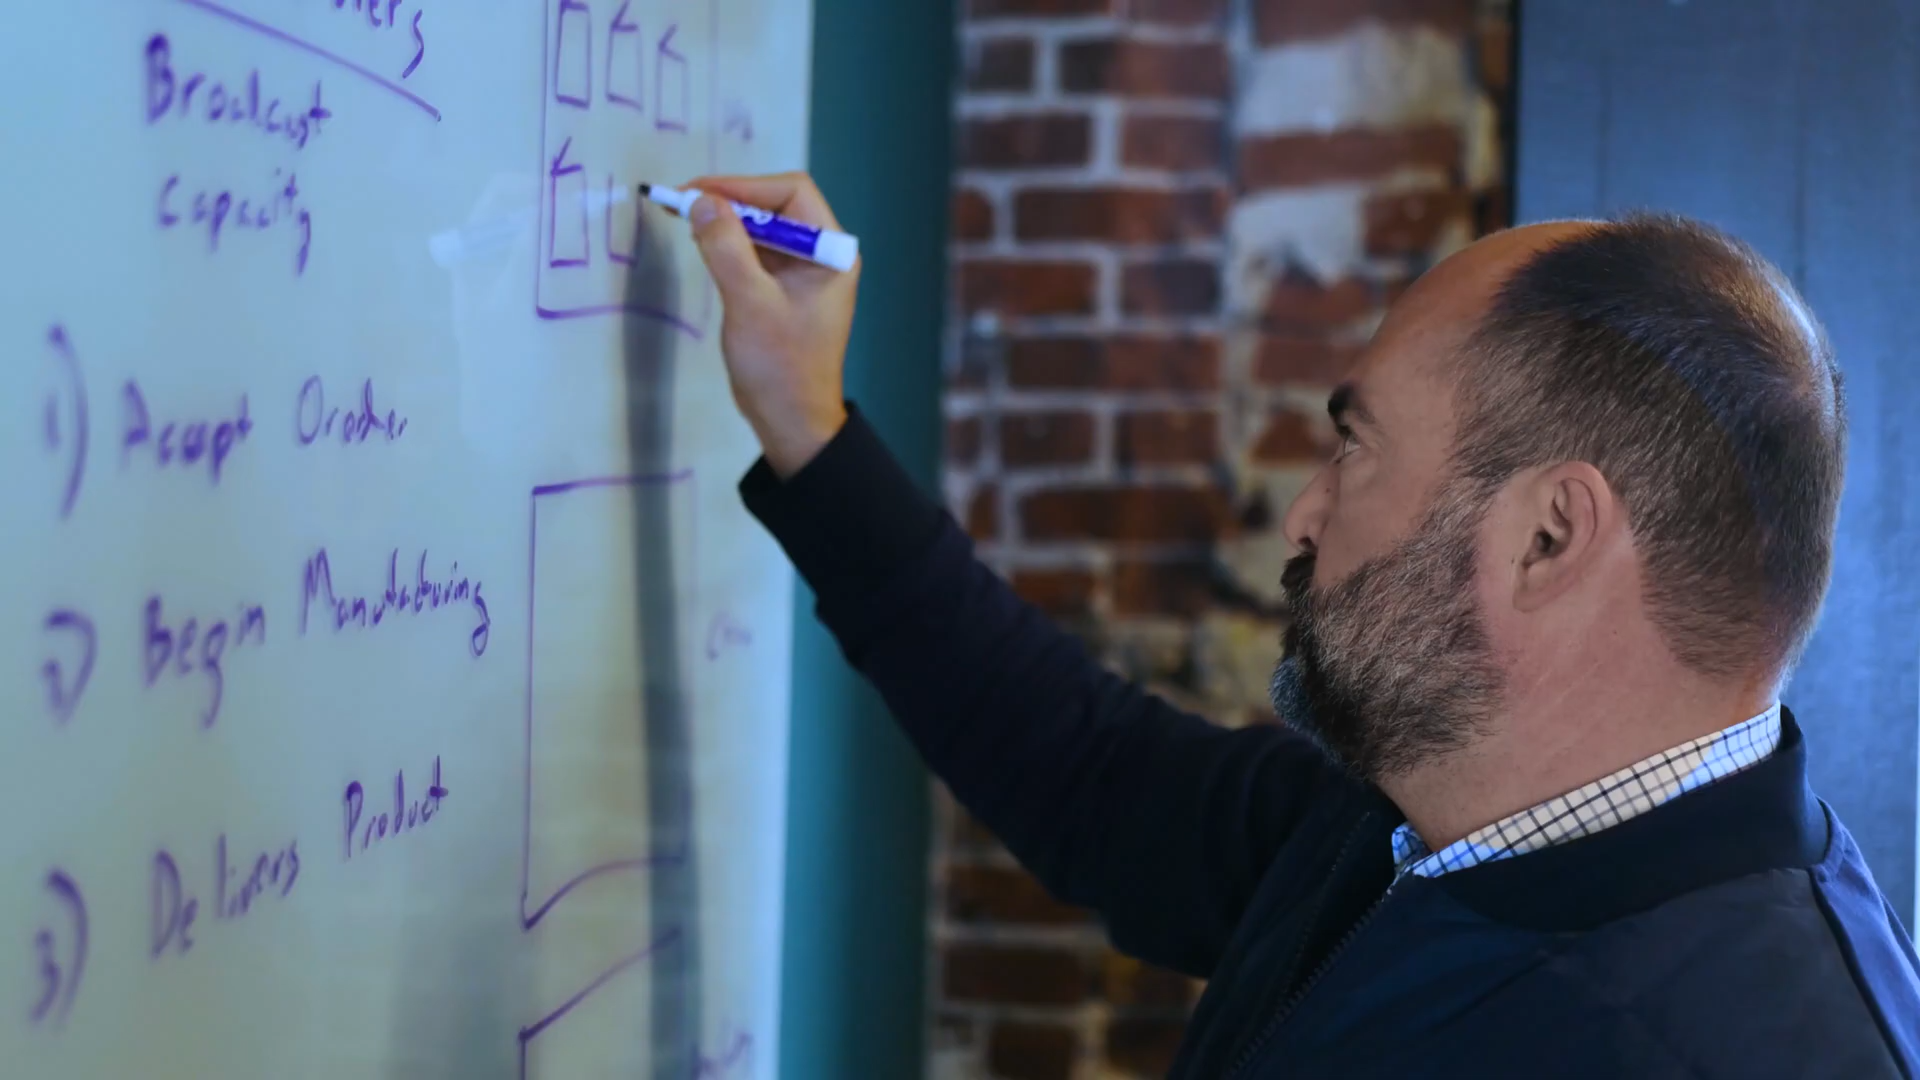 Broadcast
Capacity
1) Accept Order
2) Begin Manufacturing
3) Delivers Product